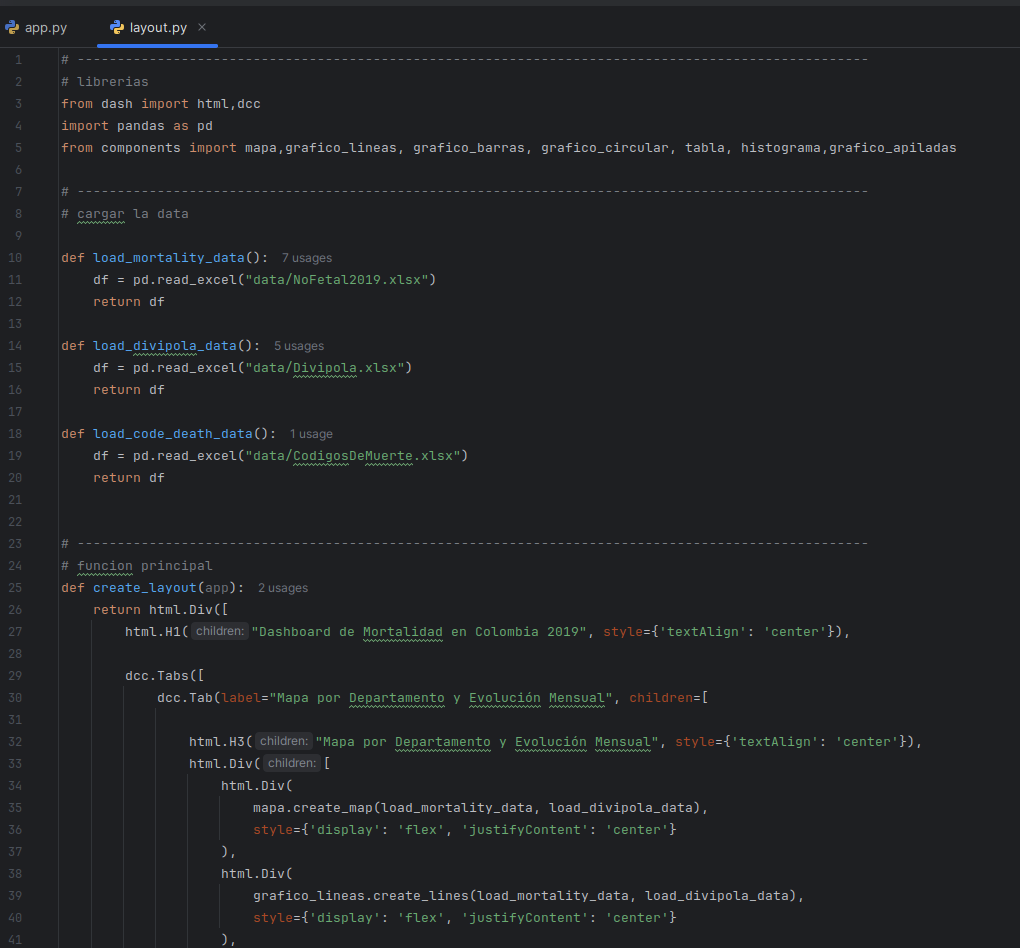 app.py layout.py ×
1 # ---------------------------------------------------------------------------------------------------
2 # librerias
3 from dash import html,dcc
4 import pandas as pd
5 from components import mapa,grafico_lineas, grafico_barras, grafico_circular, tabla, histograma,grafico_apiladas
6
7 # ---------------------------------------------------------------------------------------------------
8 # cargar la data
9
10 def load_mortality_data(): 7 usages
11     df = pd.read_excel("data/NoFetal2019.xlsx")
12     return df
13
14 def load_divipola_data(): 5 usages
15     df = pd.read_excel("data/Divipola.xlsx")
16     return df
17
18 def load_code_death_data(): 1 usage
19     df = pd.read_excel("data/CodigosDeMuerte.xlsx")
20     return df
21
22
23 # ---------------------------------------------------------------------------------------------------
24 # funcion principal
25 def create_layout(app): 2 usages
26     return html.Div([
27         html.H1( children: "Dashboard de Mortalidad en Colombia 2019", style={'textAlign': 'center'}),
28
29         dcc.Tabs([
30             dcc.Tab(label="Mapa por Departamento y Evolución Mensual", children=[
31
32                 html.H3( children: "Mapa por Departamento y Evolución Mensual", style={'textAlign': 'center'}),
33                 html.Div( children: [
34                     html.Div(
35                         mapa.create_map(load_mortality_data, load_divipola_data),
36                         style={'display': 'flex', 'justifyContent': 'center'}
37                     ),
38                     html.Div(
39                         grafico_lineas.create_lines(load_mortality_data, load_divipola_data),
40                         style={'display': 'flex', 'justifyContent': 'center'}
41                     ),